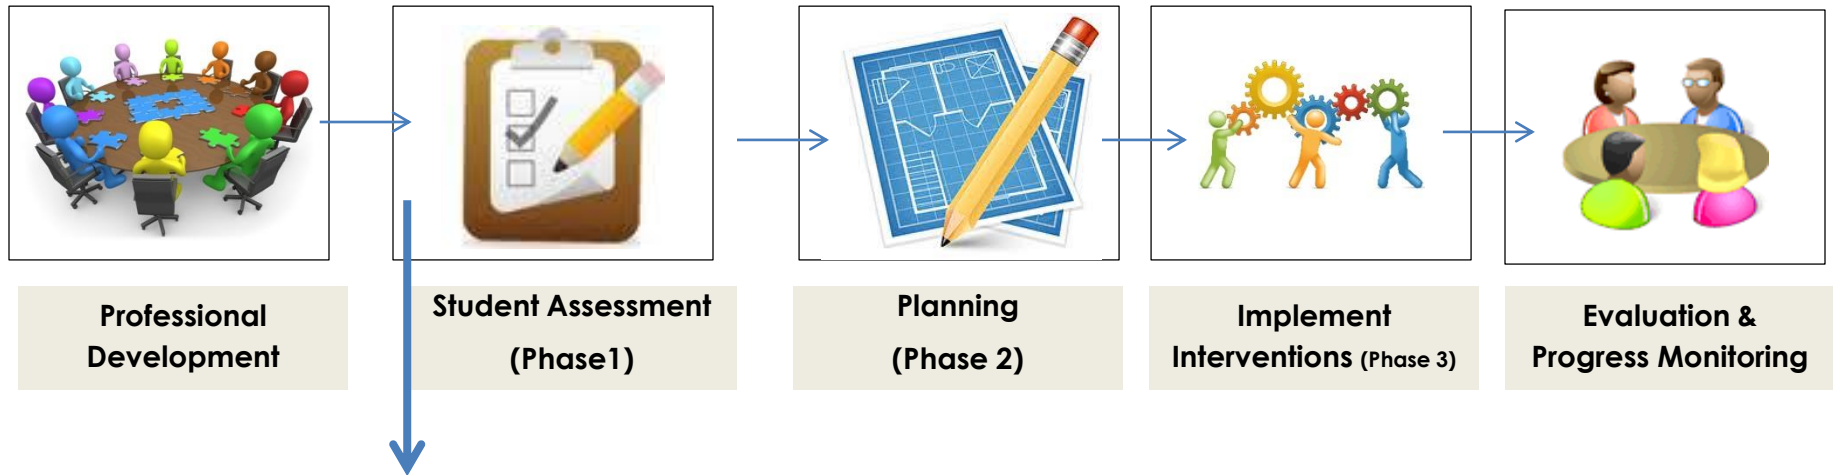 Professional
Development
Student Assessment
(Phase1)
Planning
(Phase 2)
Implement
Interventions (Phase 3)
Evaluation &
Progress Monitoring